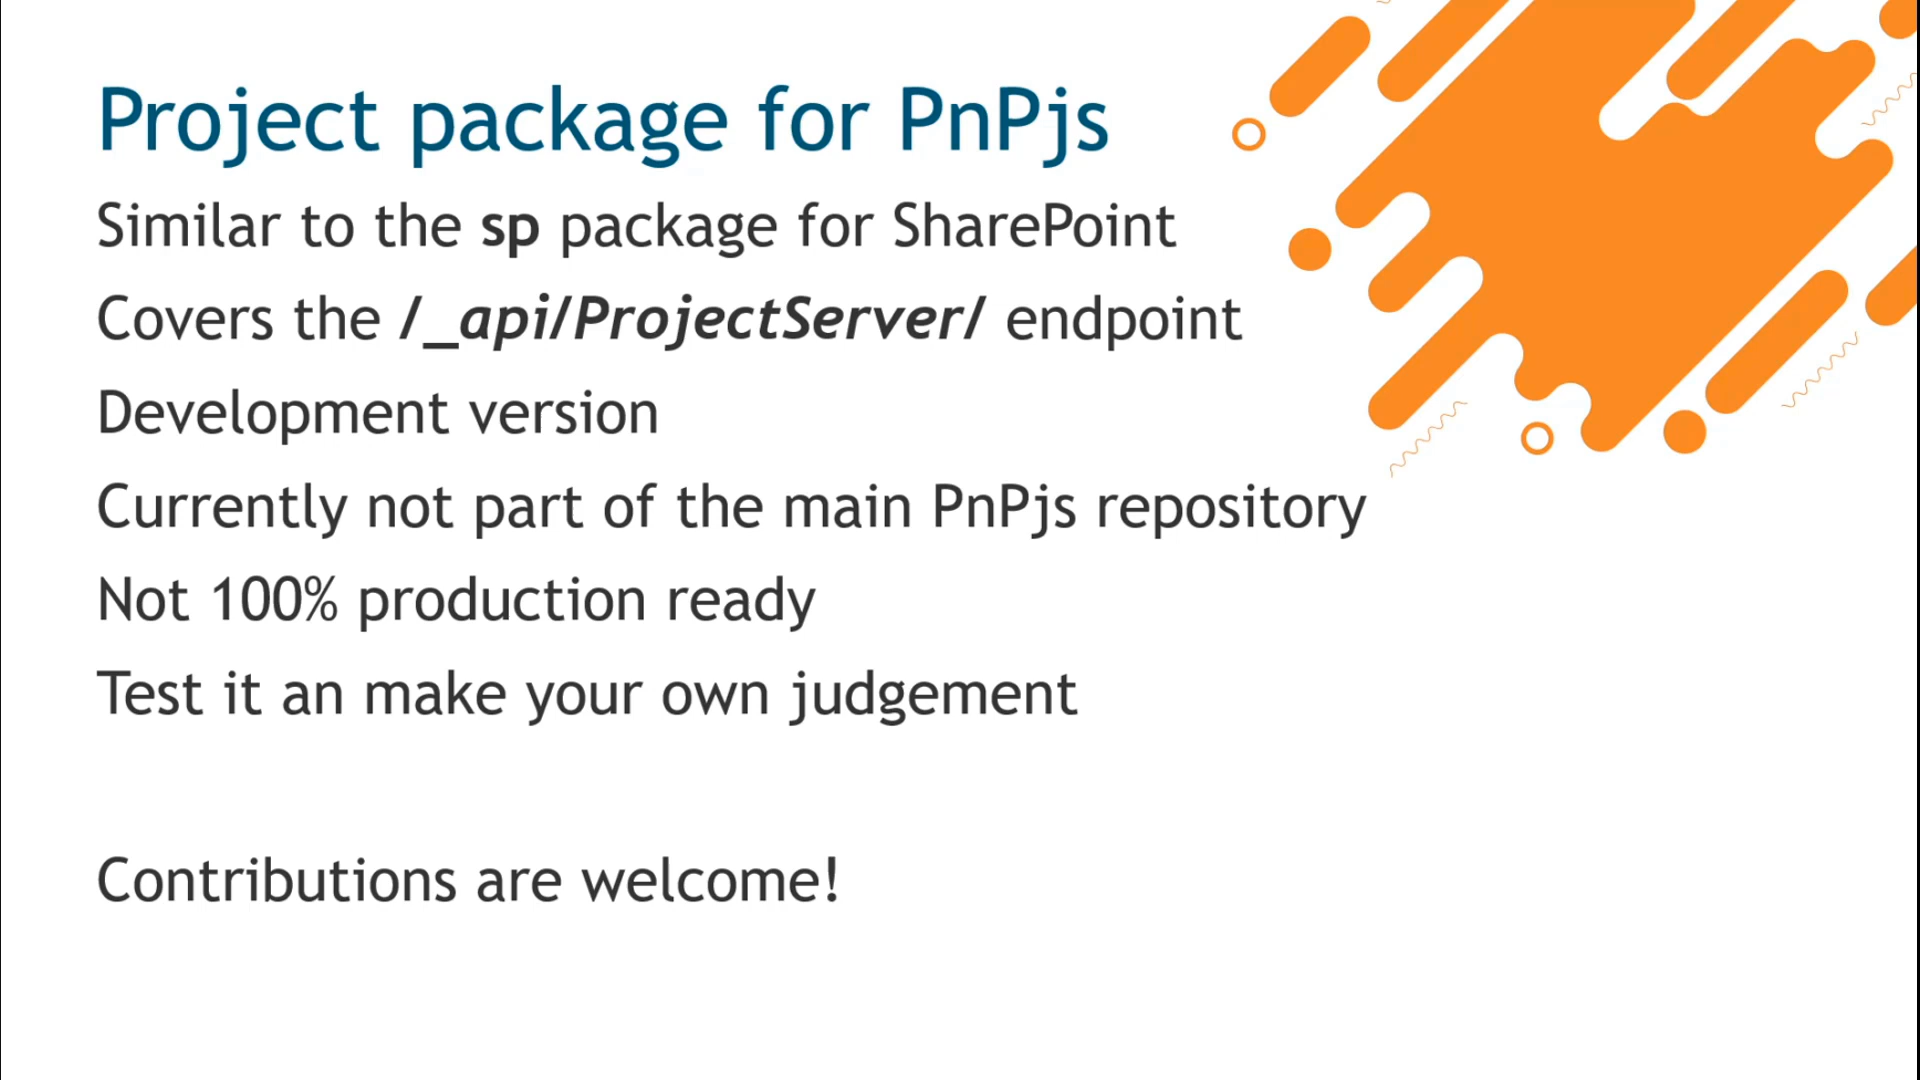 Project package for PnPjs
Similar to the sp package for SharePoint
Covers the /_api/ProjectServer/ endpoint
Development version
Currently not part of the main PnPjs repository
Not 100% production ready
Test it an make your own judgement
Contributions are welcome!